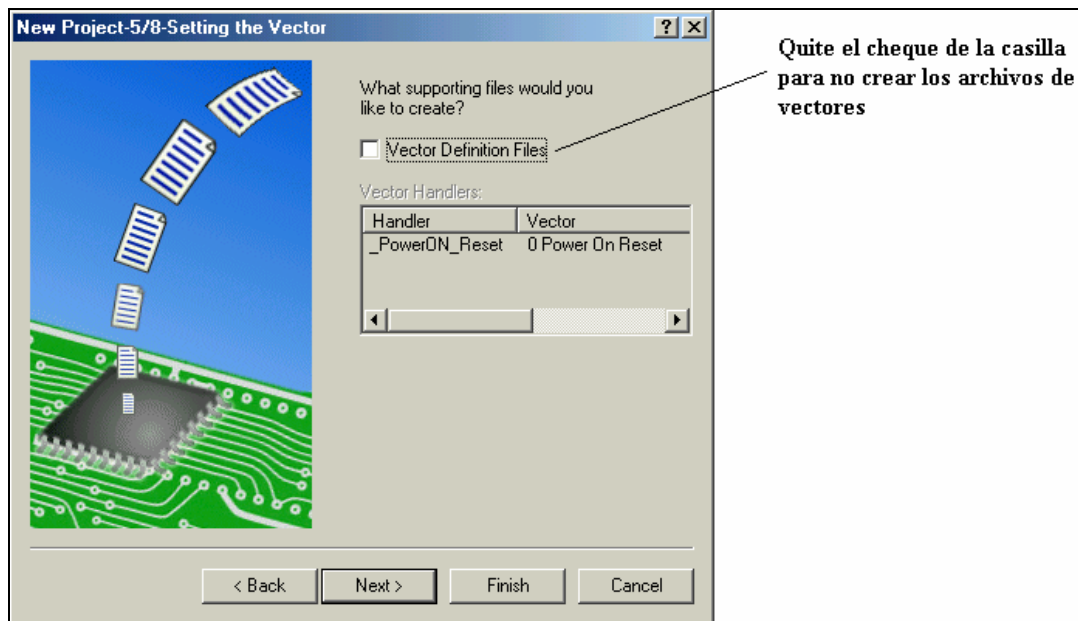 New Project-5/8-Setting the Vector
What supporting files would you
like to create?
Vector Definition Files
Vector Handlers:
Handler Vector
_PowerON_Reset 0 Power On Reset
< Back Next > Finish Cancel
Quite el cheque de la casilla
para no crear los archivos de
vectores